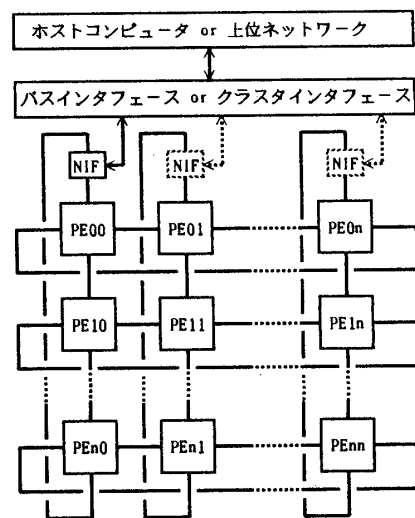 ホストコンピュータ or 上位ネットワーク
バスインタフェース or クラスタインタフェース
NIF NIF NIF
PE00 PE01 PE0n
PE10 PE11 PE1n
PEn0 PEn1 PEnn